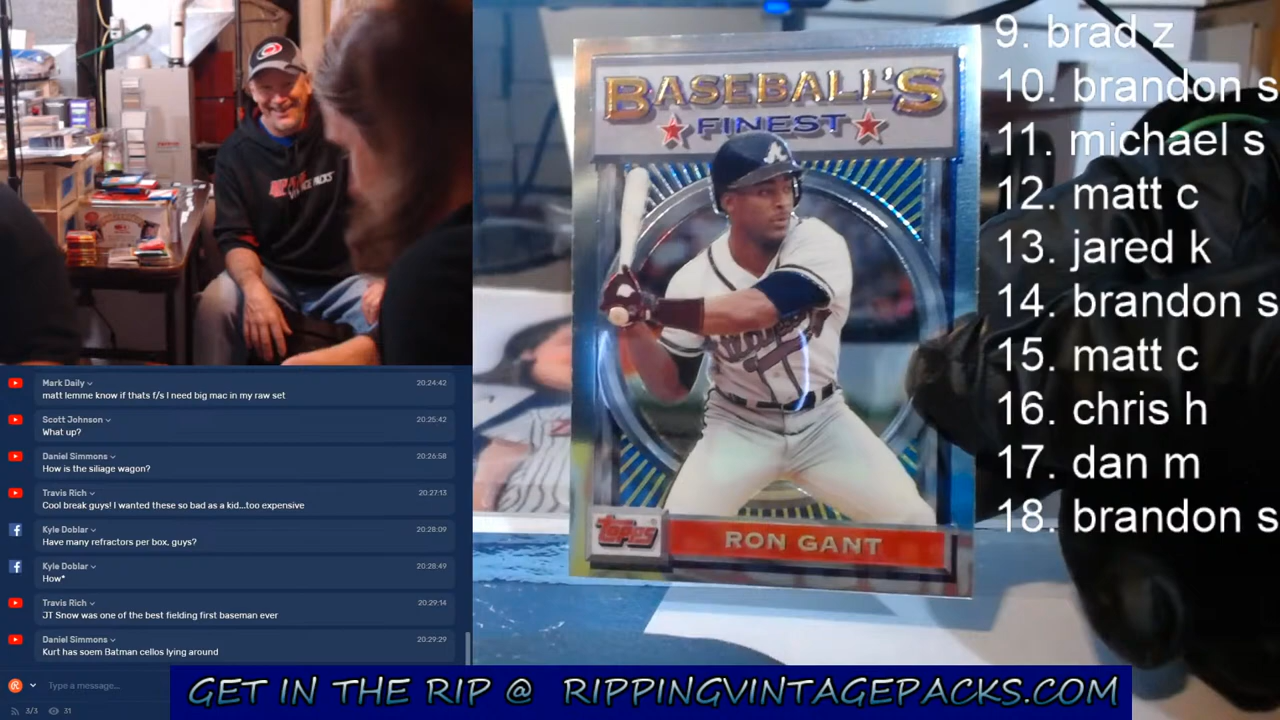 BASEBALL'S
FINEST
A
Topps
RON GANT
9. brad z
10. brandon s
11. michael s
12. matt c
13. jared k
14. brandon s
15. matt c
16. chris h
17. dan m
18. brandon s
Mark Daily 20:24:42
matt lemme know if thats f/s I need big mac in my raw set
Scott Johnson 20:25:42
What up?
Daniel Simmons 20:26:58
How is the siliage wagon?
Travis Rich 20:27:13
Cool break guys! I wanted these so bad as a kid...too expensive
Kyle Doblar 20:28:09
Have many refractors per box, guys?
Kyle Doblar 20:28:49
How*
Travis Rich 20:29:14
JT Snow was one of the best fielding first baseman ever
Daniel Simmons 20:29:29
Kurt has soem Batman cellos lying around
Type a message...
3/3 31
GET IN THE RIP @ RIPPINGVINTAGEPACKS.COM